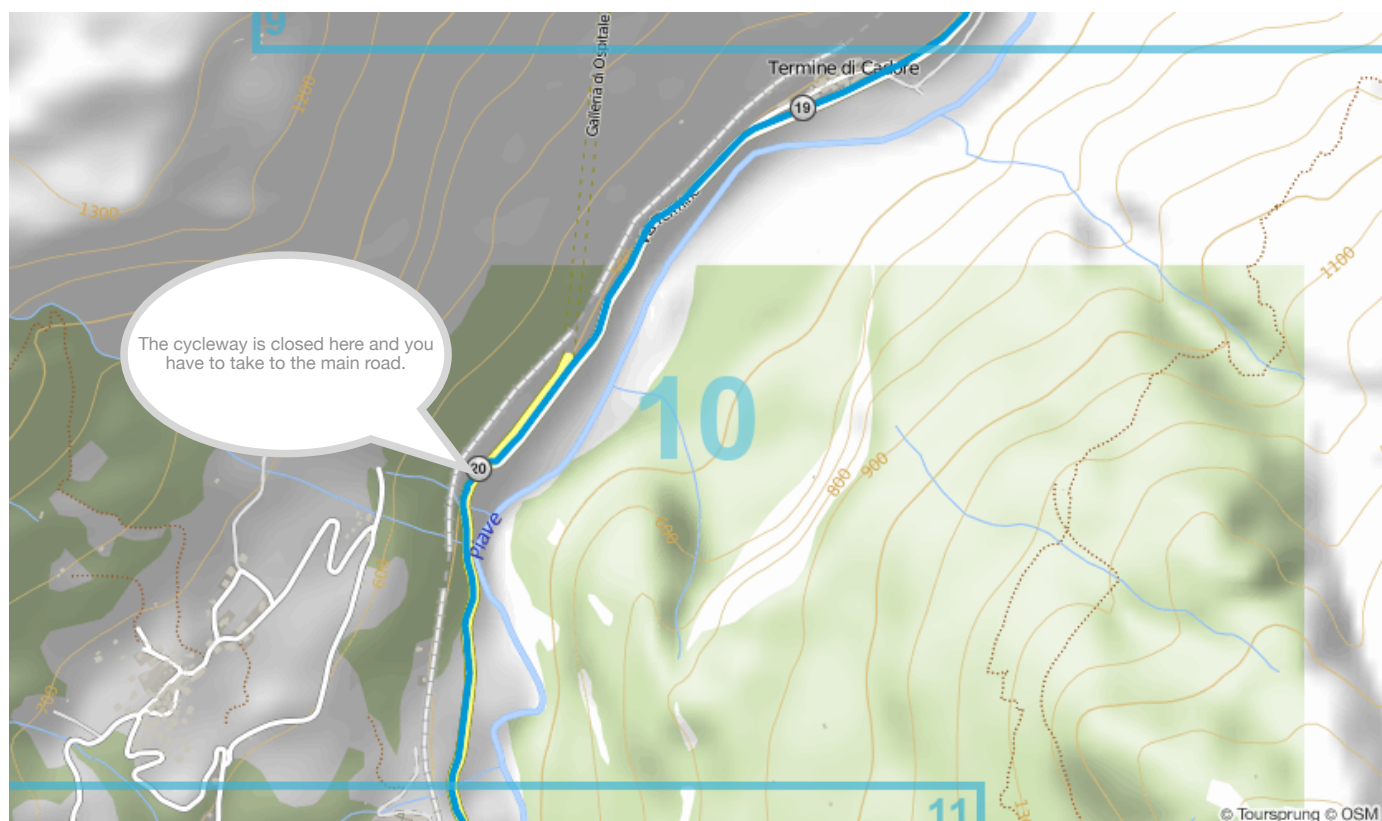 9
Galleria di Ospitale
Termine di Cadore
19
1200
1300
1100
The cycleway is closed here and you
have to take to the main road.
10
800
900
20
Piave
600
600
700
11
© Toursprung © OSM